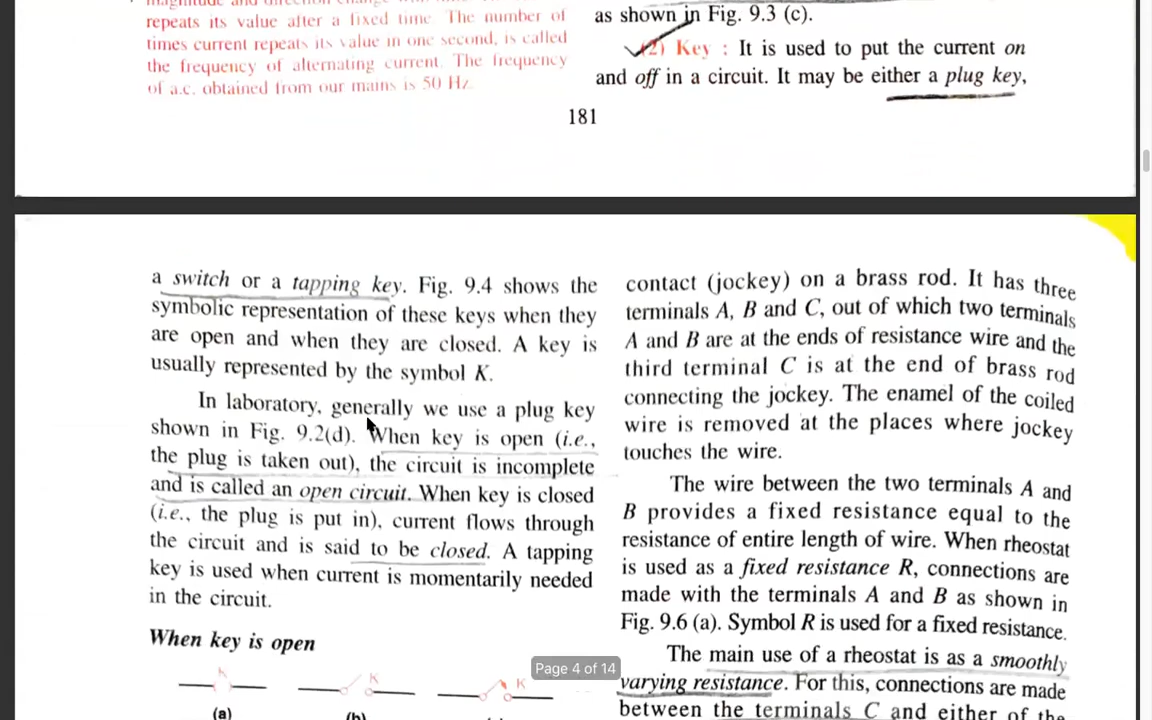 magnitude and direction change with time. It
repeats its value after a fixed time. The number of
times current repeats its value in one second, is called
the frequency of alternating current. The frequency
of a.c. obtained from our mains is 50 Hz.
as shown in Fig. 9.3 (c).
(2) Key : It is used to put the current on
and off in a circuit. It may be either a plug key,
181
a switch or a tapping key. Fig. 9.4 shows the
symbolic representation of these keys when they
are open and when they are closed. A key is
usually represented by the symbol K.
In laboratory, generally we use a plug key
shown in Fig. 9.2(d). When key is open (i.e.,
the plug is taken out), the circuit is incomplete
and is called an open circuit. When key is closed
(i.e., the plug is put in), current flows through
the circuit and is said to be closed. A tapping
key is used when current is momentarily needed
in the circuit.
When key is open
K
K
K
(a)
(b)
contact (jockey) on a brass rod. It has three
terminals A, B and C, out of which two terminals
A and B are at the ends of resistance wire and the
third terminal C is at the end of brass rod
connecting the jockey. The enamel of the coiled
wire is removed at the places where jockey
touches the wire.
The wire between the two terminals A and
B provides a fixed resistance equal to the
resistance of entire length of wire. When rheostat
is used as a fixed resistance R, connections are
made with the terminals A and B as shown in
Fig. 9.6 (a). Symbol R is used for a fixed resistance.
The main use of a rheostat is as a smoothly
varying resistance. For this, connections are made
between the terminals C and either of the
Page 4 of 14